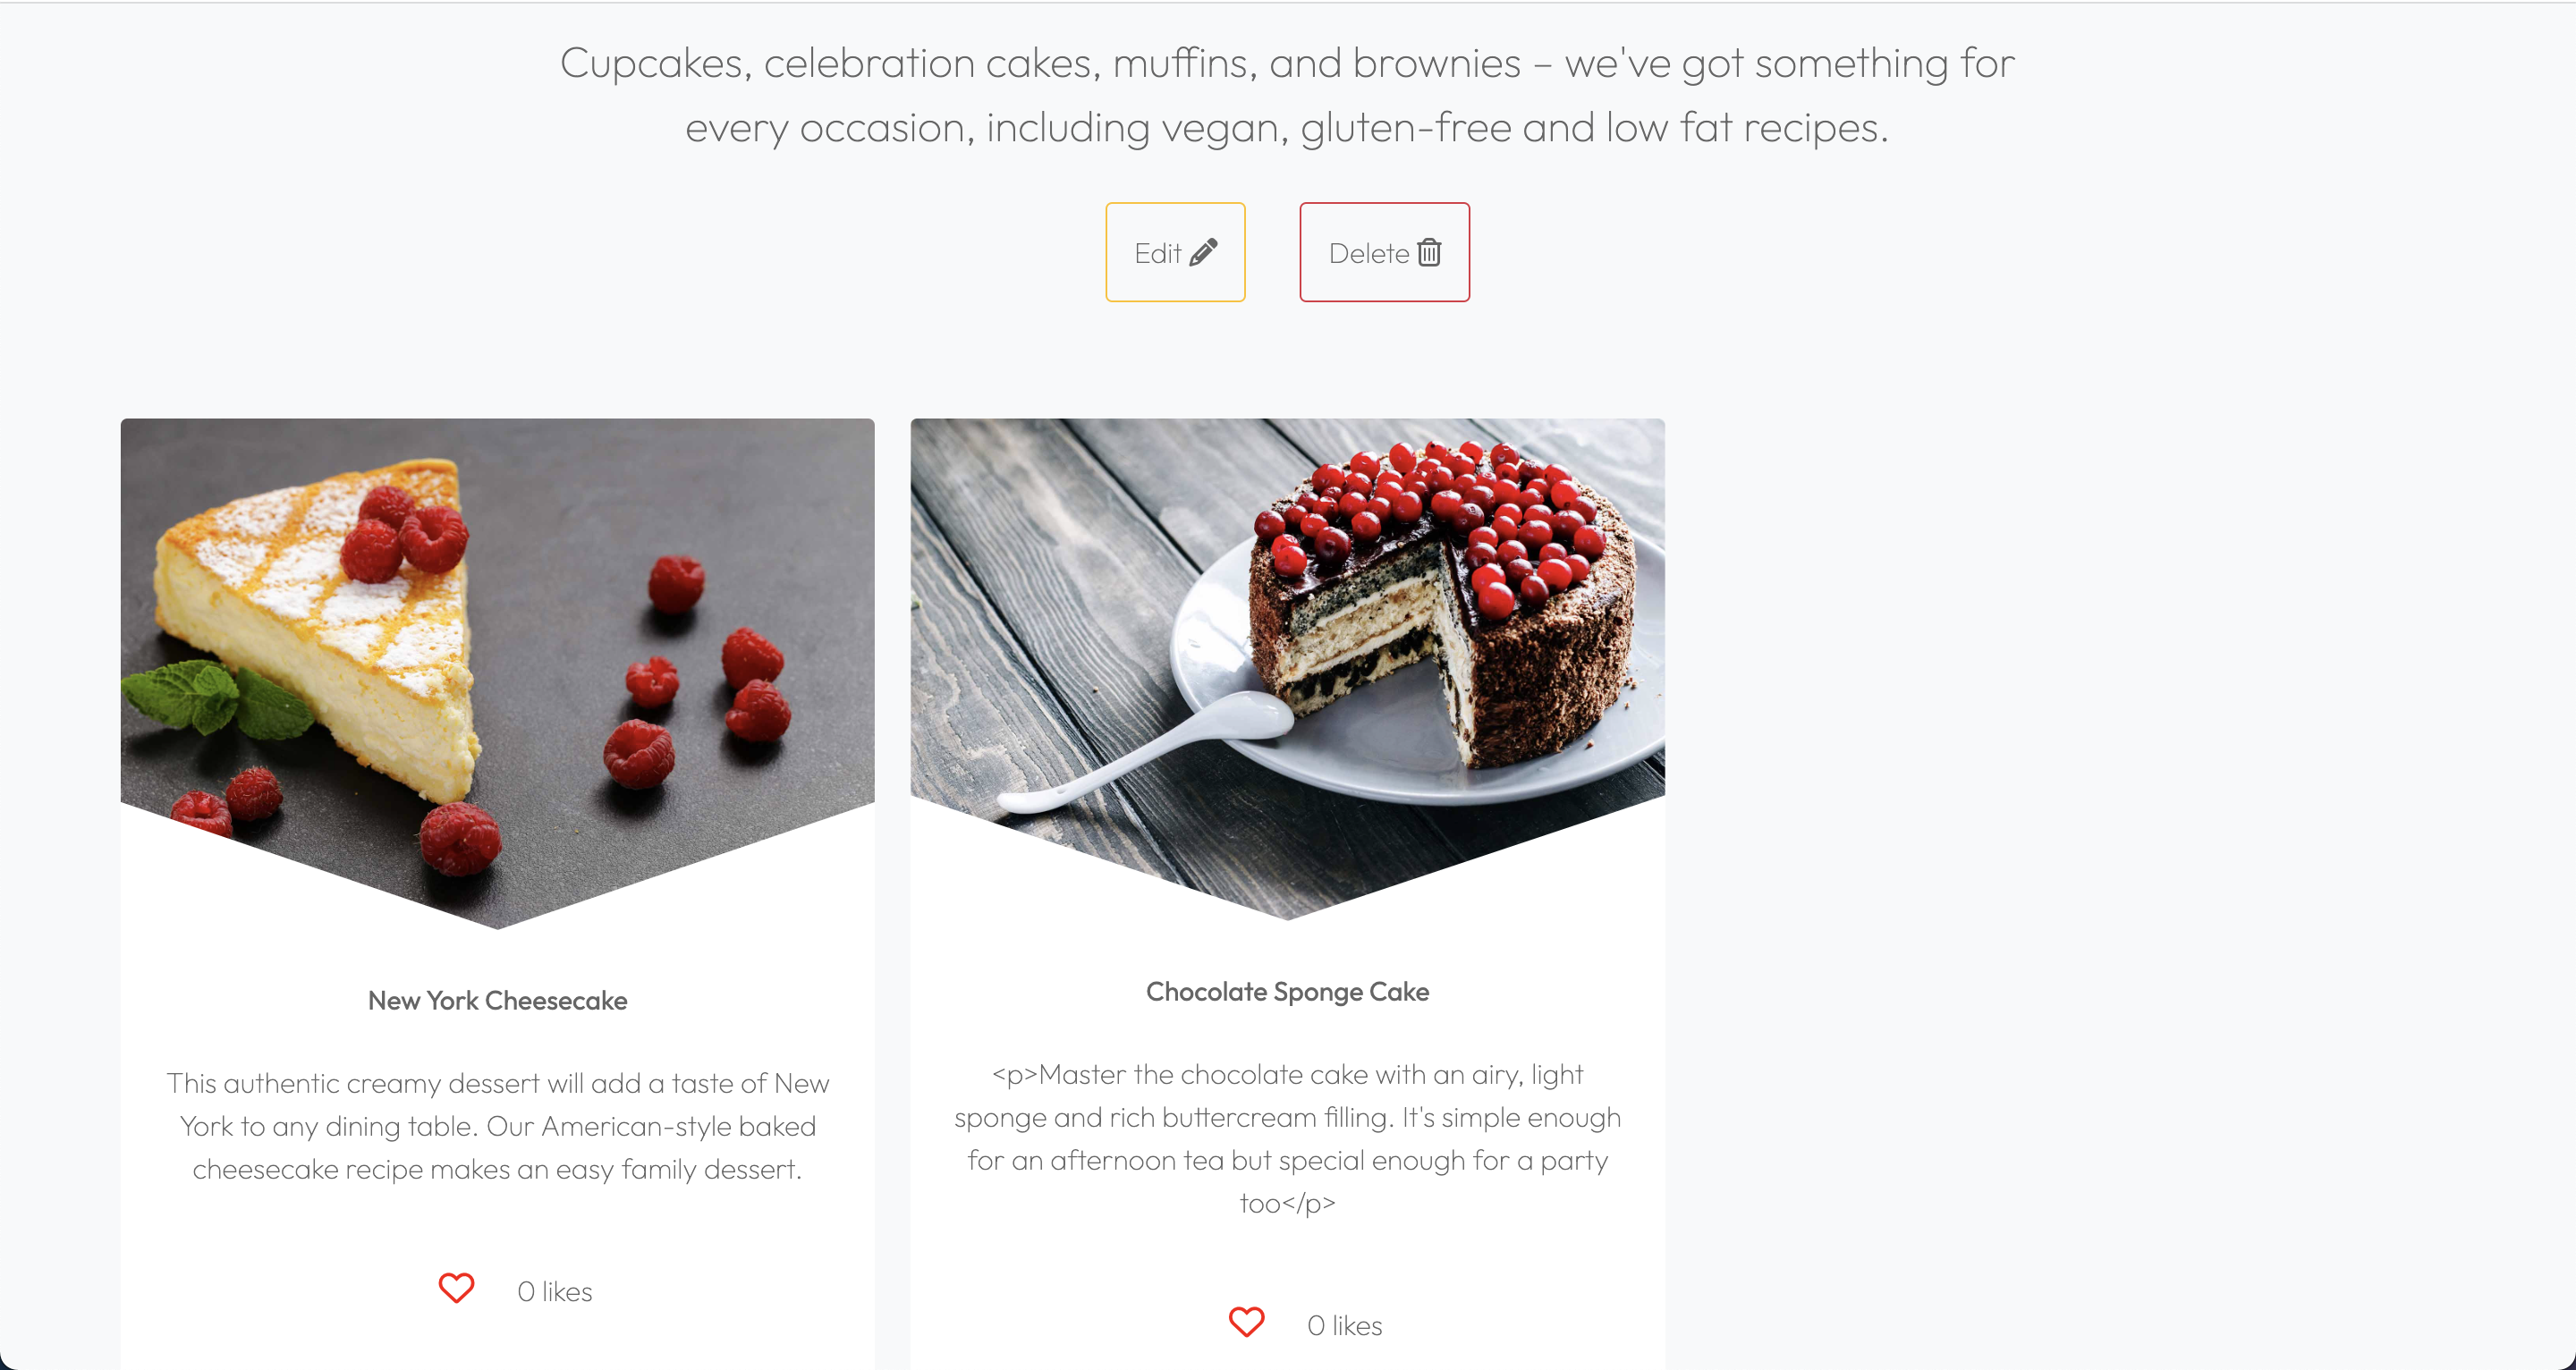 Cupcakes, celebration cakes, muffins, and brownies – we've got something for
every occasion, including vegan, gluten-free and low fat recipes.
Edit
Delete
New York Cheesecake
This authentic creamy dessert will add a taste of New
York to any dining table. Our American-style baked
cheesecake recipe makes an easy family dessert.
0 likes
Chocolate Sponge Cake
<p>Master the chocolate cake with an airy, light
sponge and rich buttercream filling. It's simple enough
for an afternoon tea but special enough for a party
too</p>
0 likes